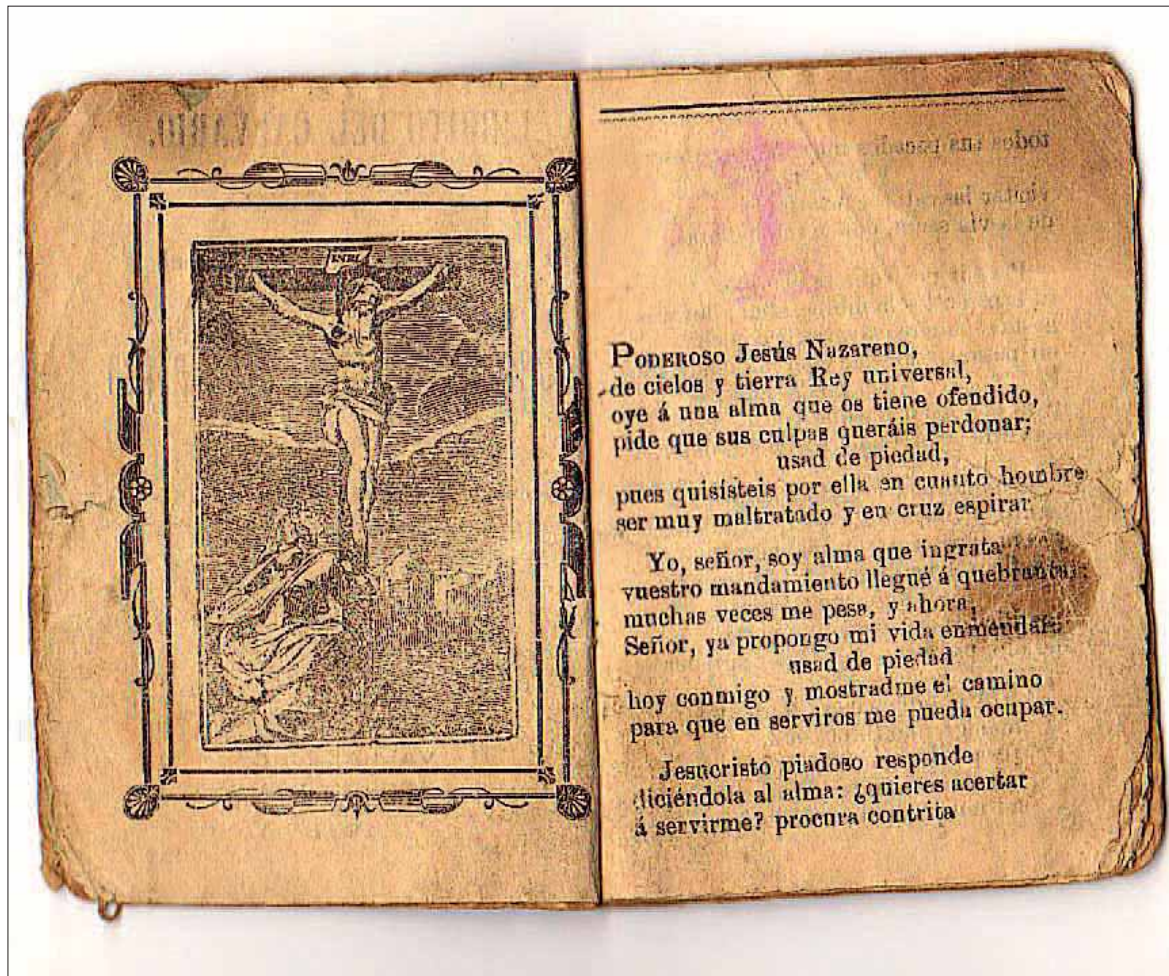 INRI
PODEROSO Jesús Nazareno,
de cielos y tierra Rey universal,
oye á una alma que os tiene ofendido,
pide que sus culpas queráis perdonar;
usad de piedad,
pues quisísteis por ella en cuanto hombre
ser muy maltratado y en cruz espirar.
Yo, señor, soy alma que ingrata
vuestro mandamiento llegué á quebrantar
muchas veces me pesa, y ahora,
Señor, ya propongo mi vida enmendar:
usad de piedad
hoy conmigo y mostradme el camino
para que en serviros me pueda ocupar.
Jesucristo piadoso responde
diciéndola al alma: ¿quieres acertar
á servirme? procura contrita